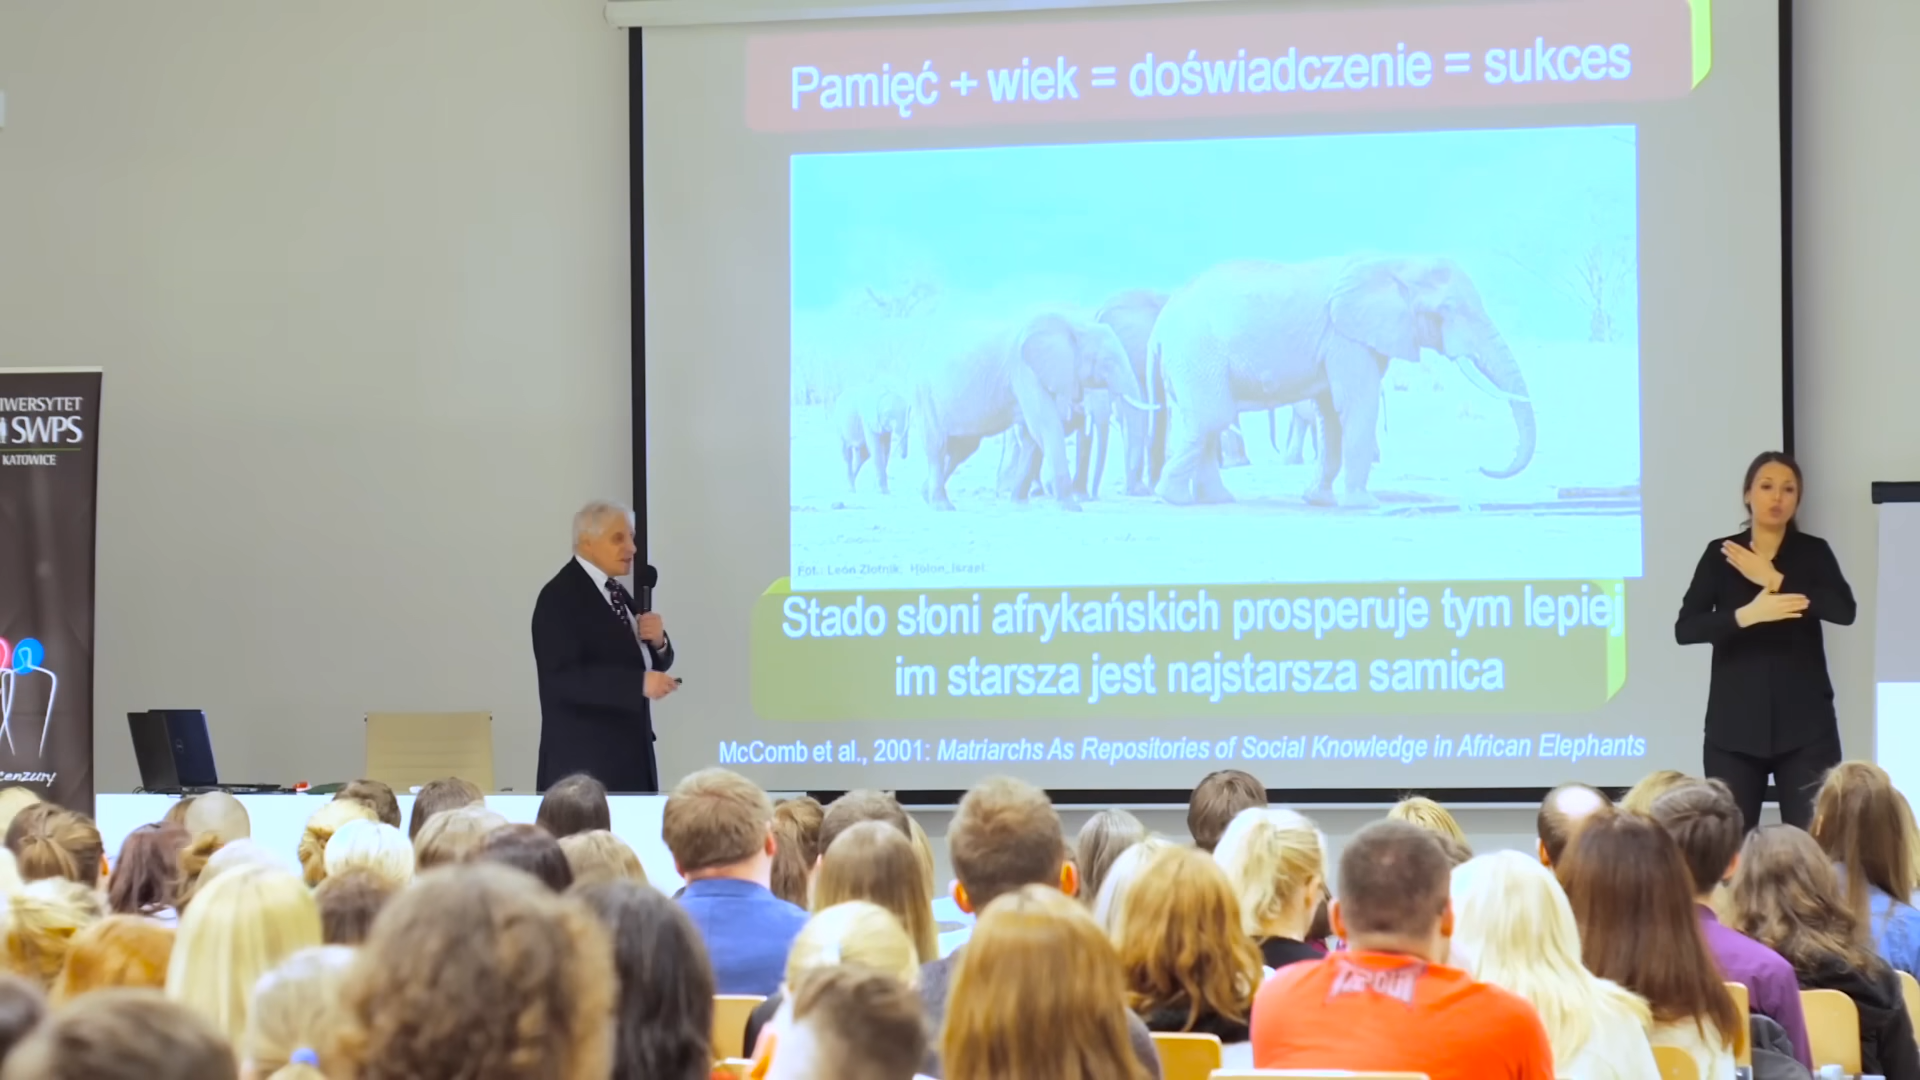 Pamięć + wiek = doświadczenie = sukces
Fot.: Leon Zlotnik, Holon, Israel
Stado słoni afrykańskich prosperuje tym lepiej
im starsza jest najstarsza samica
McComb et al., 2001: Matriarchs As Repositories of Social Knowledge in African Elephants
IWERSYTET
SWPS
KATOWICE